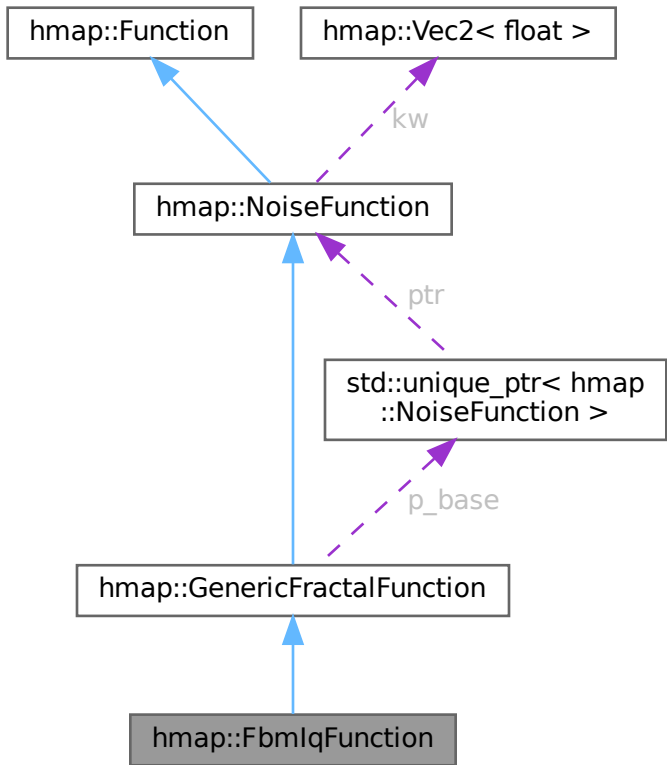 hmap::Function
hmap::Vec2< float >
kw
hmap::NoiseFunction
ptr
std::unique_ptr< hmap
::NoiseFunction >
p_base
hmap::GenericFractalFunction
hmap::FbmIqFunction